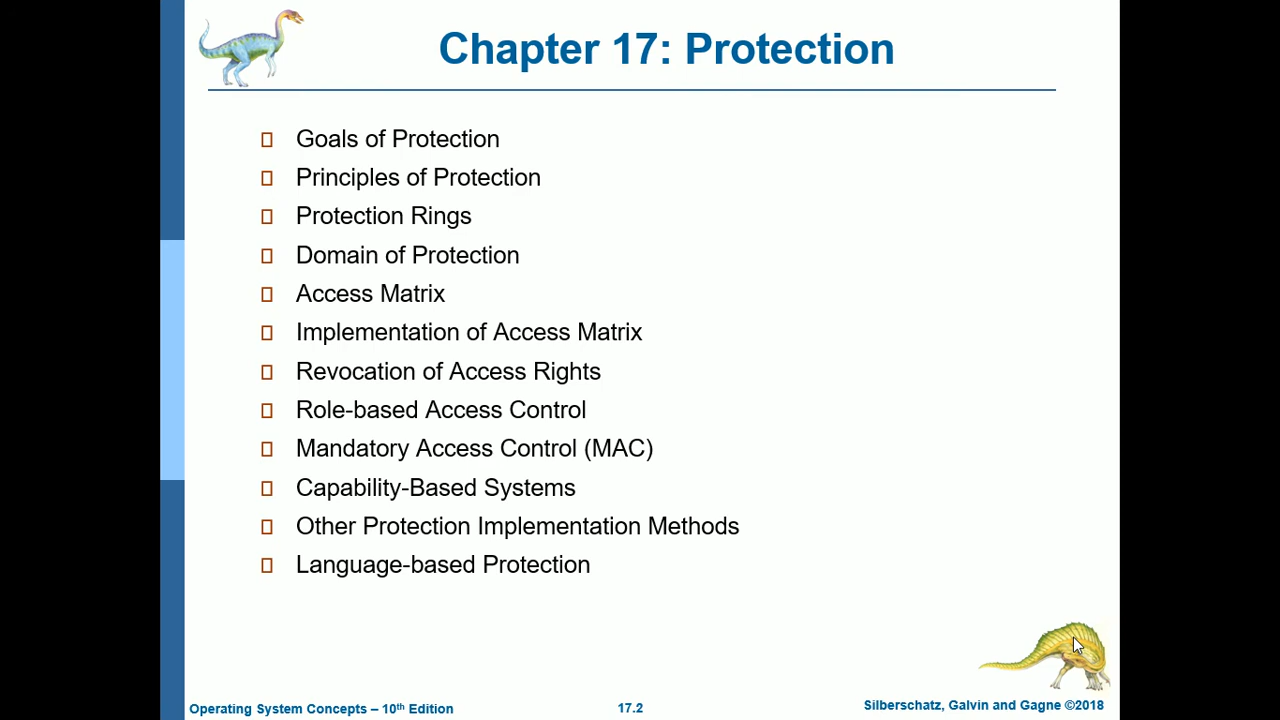 Chapter 17: Protection
Goals of Protection
Principles of Protection
Protection Rings
Domain of Protection
Access Matrix
Implementation of Access Matrix
Revocation of Access Rights
Role-based Access Control
Mandatory Access Control (MAC)
Capability-Based Systems
Other Protection Implementation Methods
Language-based Protection
Operating System Concepts – 10th Edition
17.2
Silberschatz, Galvin and Gagne ©2018